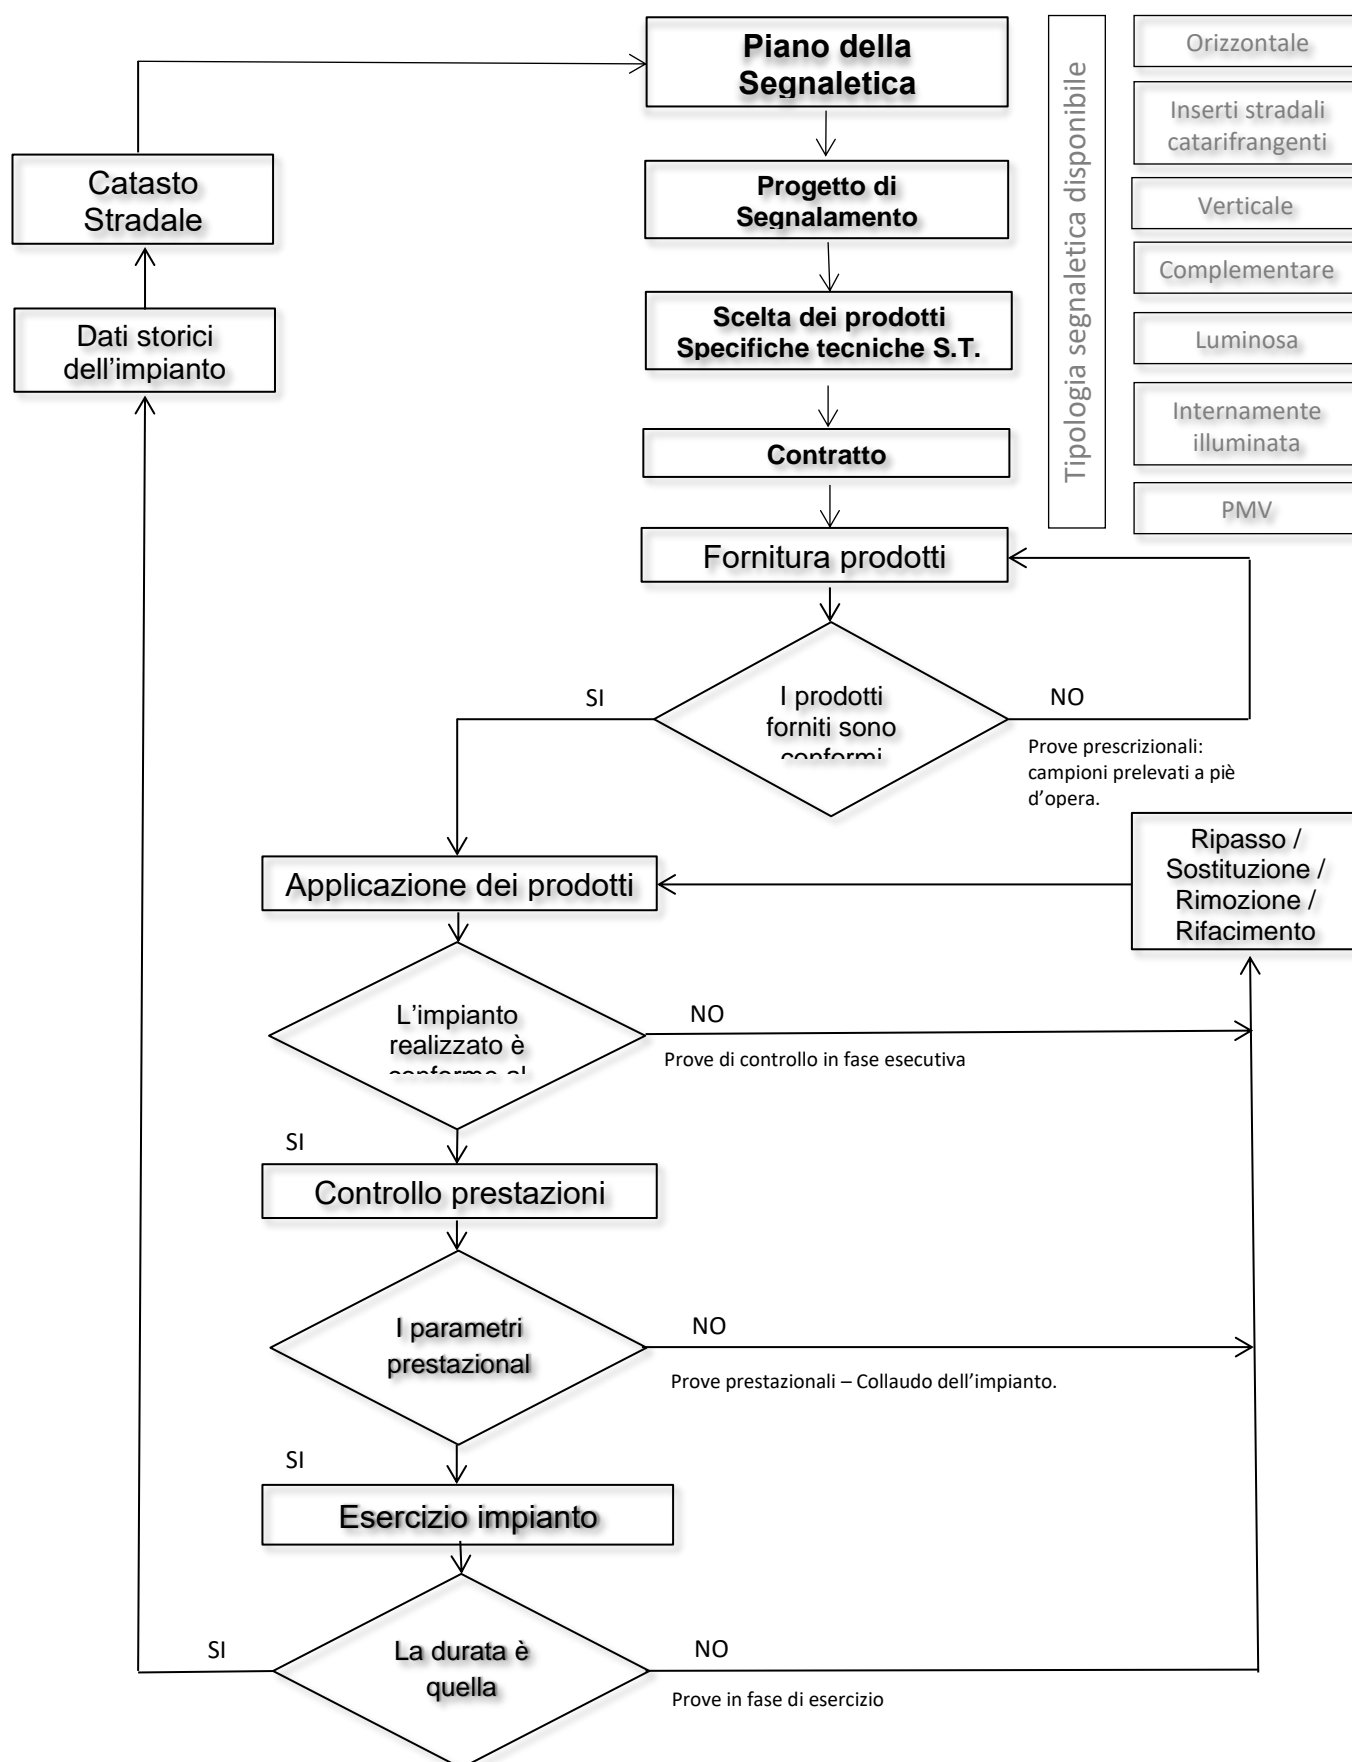 Piano della
Segnaletica
Orizzontale
Inserti stradali
catarifrangenti
Verticale
Complementare
Luminosa
Internamente
illuminata
PMV
Tipologia segnaletica disponibile
Catasto
Stradale
Progetto di
Segnalamento
Dati storici
dell'impianto
Scelta dei prodotti
Specifiche tecniche S.T.
Contratto
Fornitura prodotti
SI
I prodotti
forniti sono
conformi
NO
Prove prescrizionali:
campioni prelevati a piè
d'opera.
Ripasso /
Sostituzione /
Rimozione /
Rifacimento
Applicazione dei prodotti
L'impianto
realizzato è
conforme al
NO
Prove di controllo in fase esecutiva
SI
Controllo prestazioni
I parametri
prestazional
NO
Prove prestazionali – Collaudo dell'impianto.
SI
Esercizio impianto
SI
La durata è
quella
NO
Prove in fase di esercizio